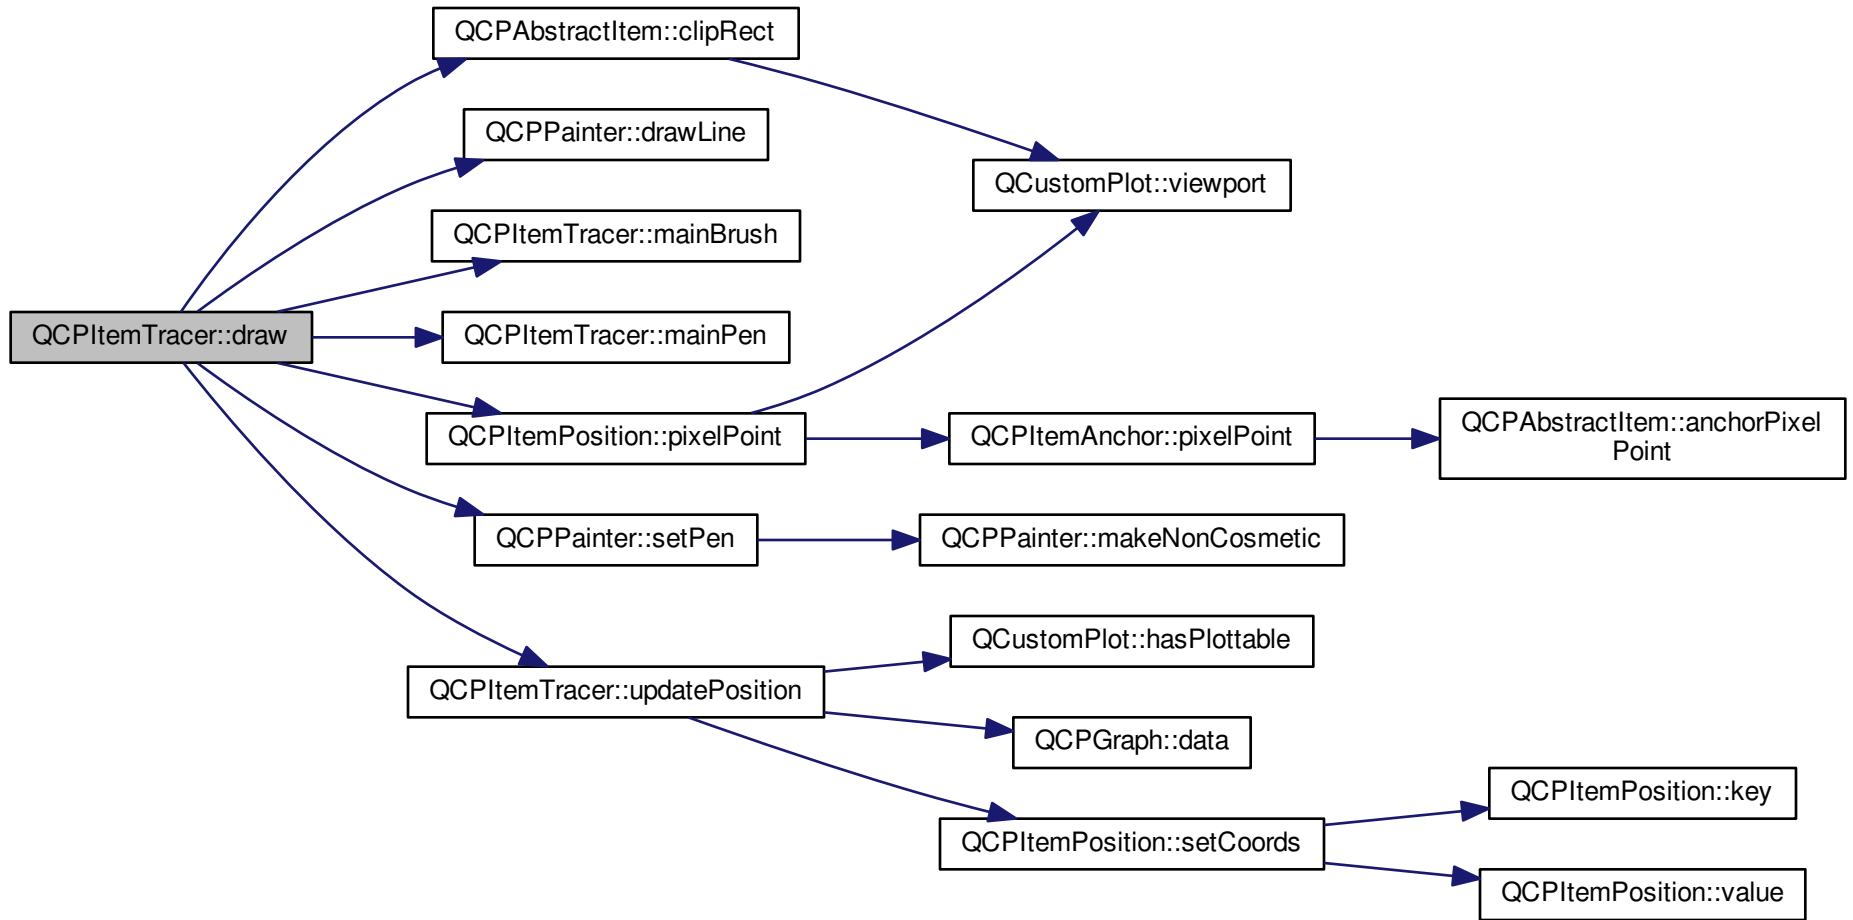 QCPAbstractItem::clipRect
QCPPainter::drawLine
QCustomPlot::viewport
QCPItemTracer::mainBrush
QCPItemTracer::draw
QCPItemTracer::mainPen
QCPItemPosition::pixelPoint
QCPItemAnchor::pixelPoint
QCPAbstractItem::anchorPixel
Point
QCPPainter::setPen
QCPPainter::makeNonCosmetic
QCustomPlot::hasPlottable
QCPItemTracer::updatePosition
QCPGraph::data
QCPItemPosition::key
QCPItemPosition::setCoords
QCPItemPosition::value